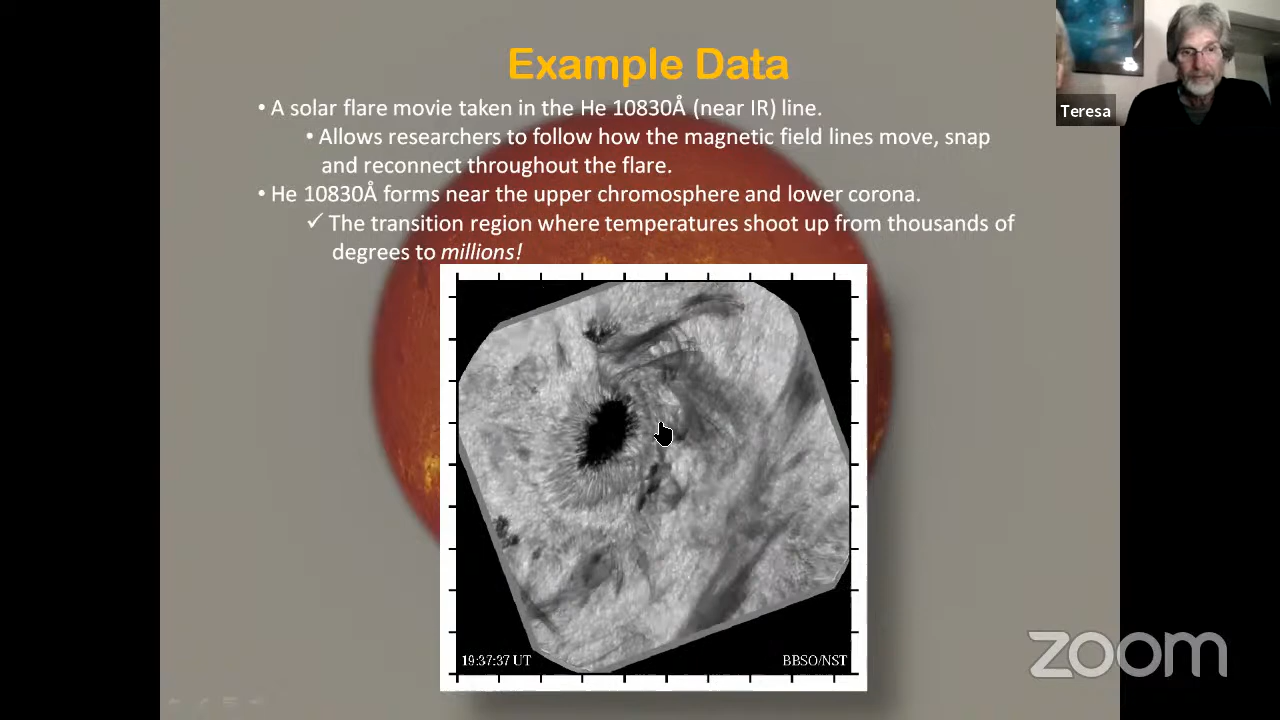 Example Data
• A solar flare movie taken in the He 10830Å (near IR) line.
• Allows researchers to follow how the magnetic field lines move, snap
and reconnect throughout the flare.
• He 10830Å forms near the upper chromosphere and lower corona.
✓ The transition region where temperatures shoot up from thousands of
degrees to millions!
Teresa
19:37:37 UT
BBSO/NST
zoom